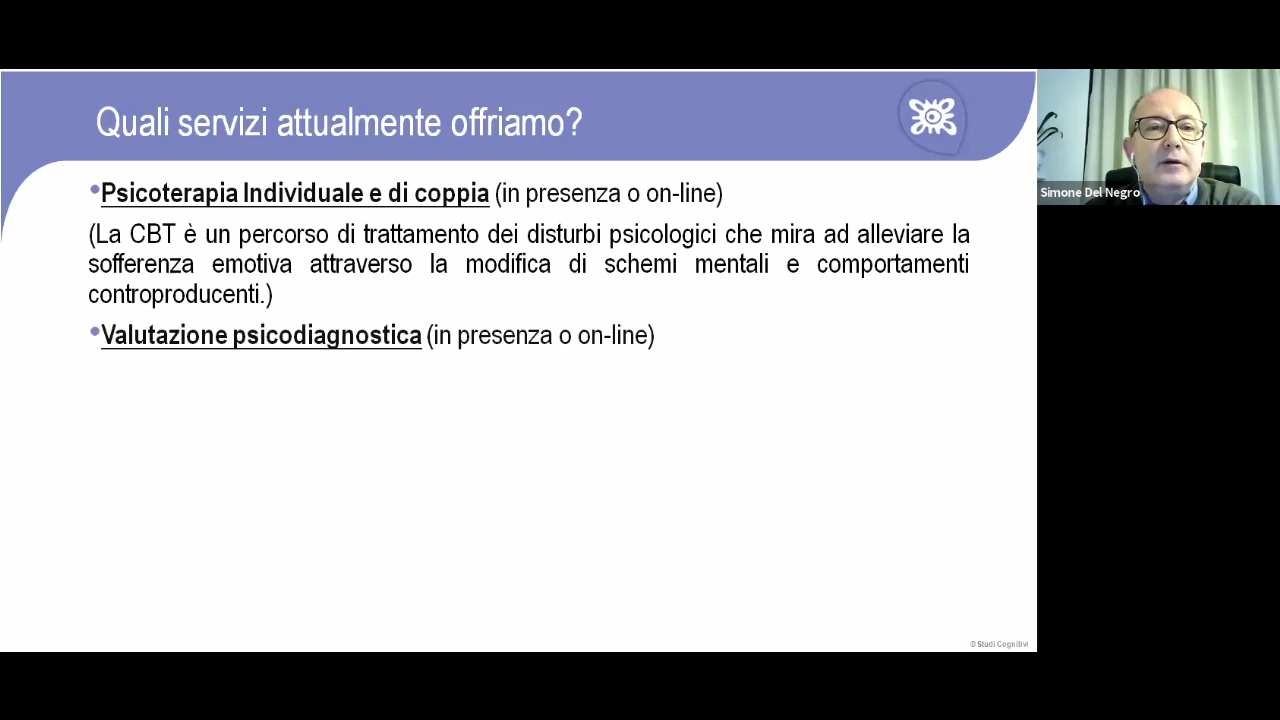 Quali servizi attualmente offriamo?
•Psicoterapia Individuale e di coppia (in presenza o on-line)
(La CBT è un percorso di trattamento dei disturbi psicologici che mira ad alleviare la
sofferenza emotiva attraverso la modifica di schemi mentali e comportamenti
controproducenti.)
•Valutazione psicodiagnostica (in presenza o on-line)
© Studi Cognitivi
Simone Del Negro